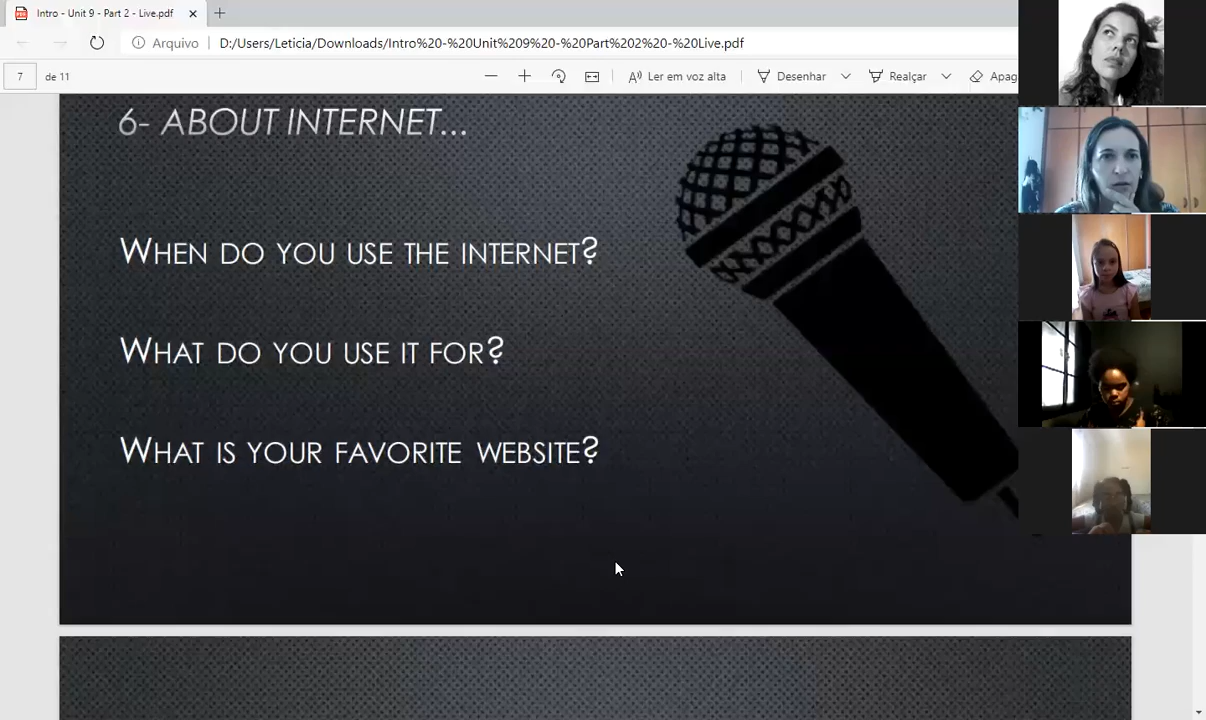 Intro - Unit 9 - Part 2 - Live.pdf
Arquivo D:/Users/Leticia/Downloads/Intro%20-%20Unit%209%20-%20Part%202%20-%20Live.pdf
7 de 11 Ler em voz alta Desenhar Realçar Apag
6- ABOUT INTERNET...
WHEN DO YOU USE THE INTERNET?
WHAT DO YOU USE IT FOR?
WHAT IS YOUR FAVORITE WEBSITE?